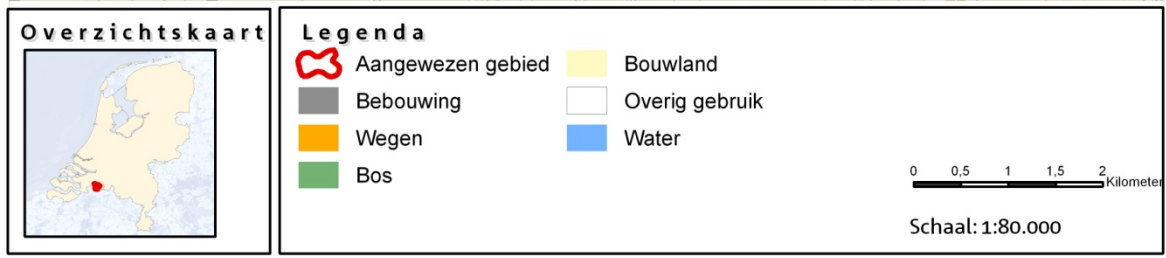 Overzichtskaart
Legenda
Aangewezen gebied
Bebouwing
Wegen
Bos
Bouwland
Overig gebruik
Water
0 0,5 1 1,5 2
Kilometer
Schaal: 1:80.000